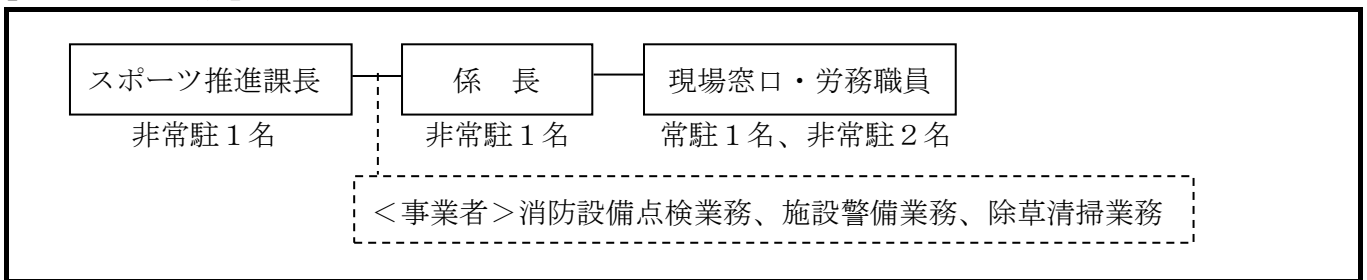 スポーツ推進課長
係　長
現場窓口・労務職員
非常駐１名
非常駐１名
常駐１名、非常駐２名
＜事業者＞消防設備点検業務、施設警備業務、除草清掃業務